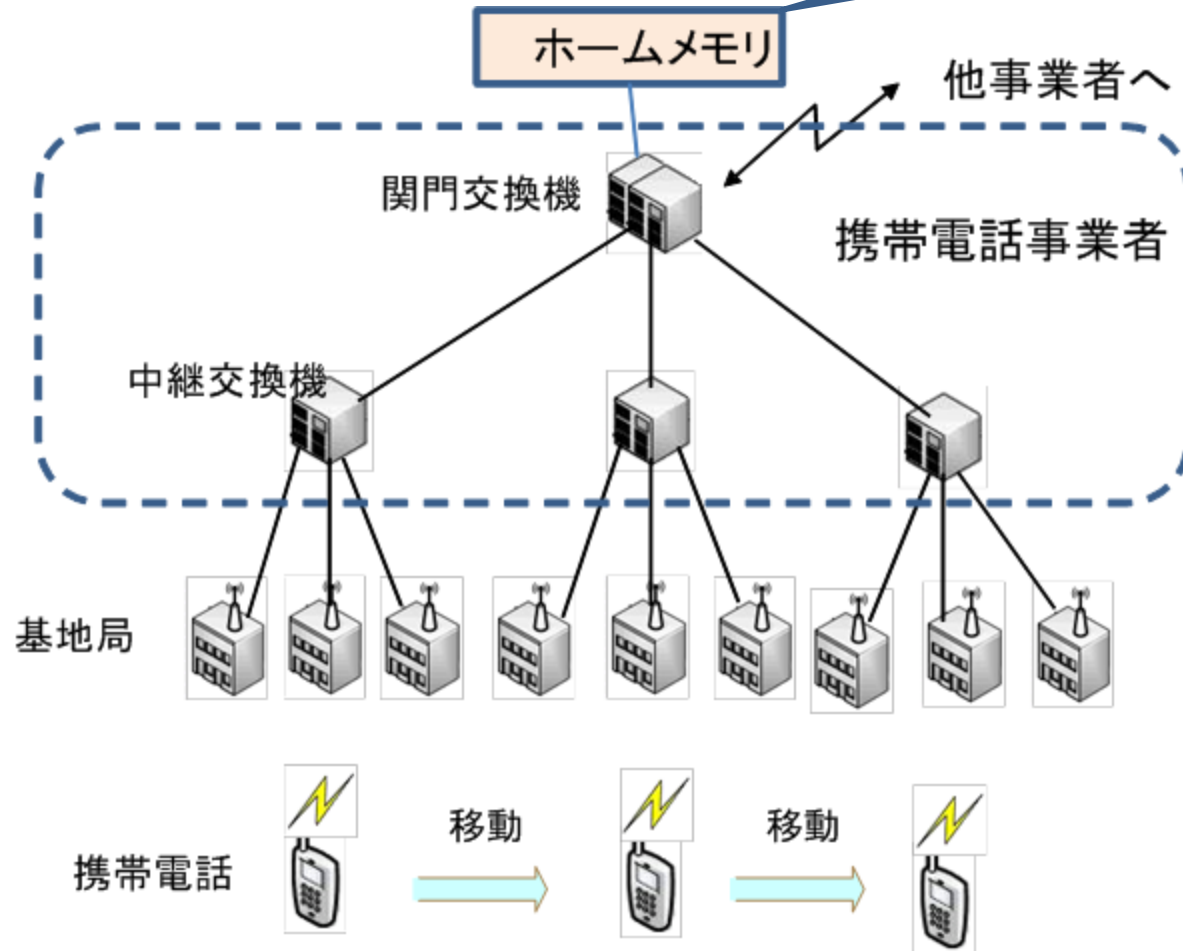 ホームメモリ
他事業者へ
関門交換機
携帯電話事業者
中継交換機
基地局
移動
移動
携帯電話